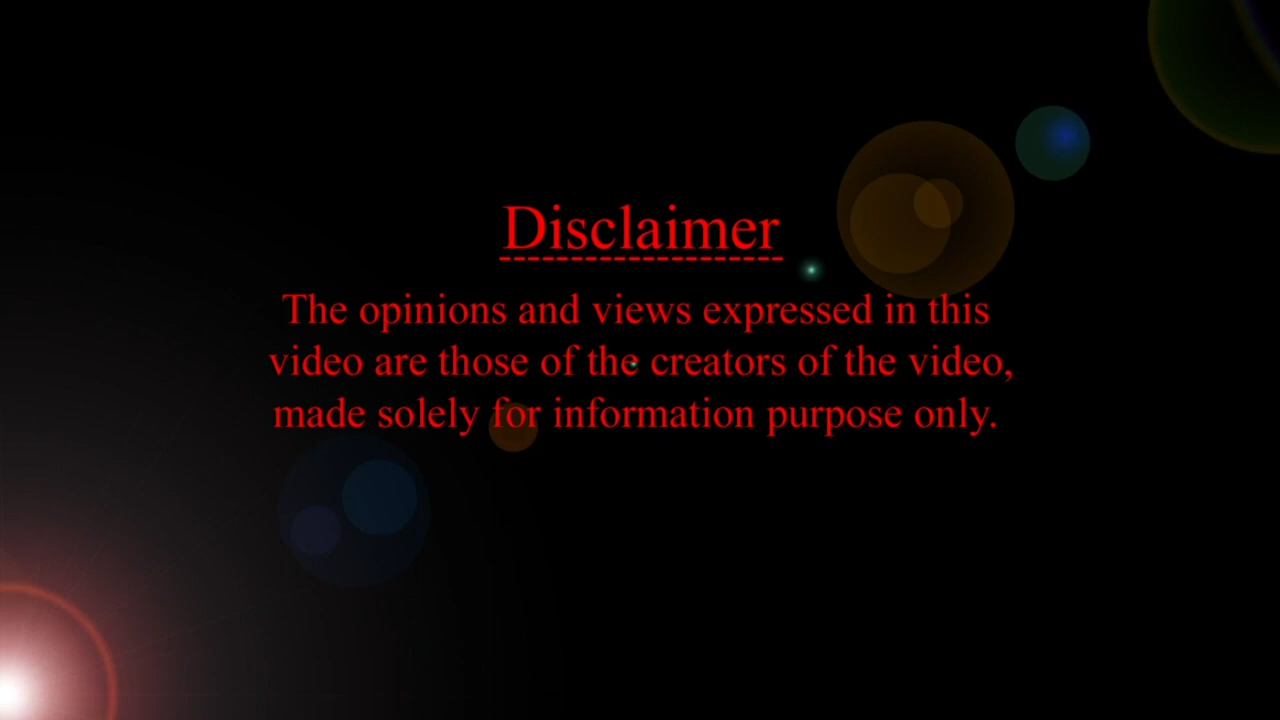 Disclaimer
The opinions and views expressed in this
video are those of the creators of the video,
made solely for information purpose only.